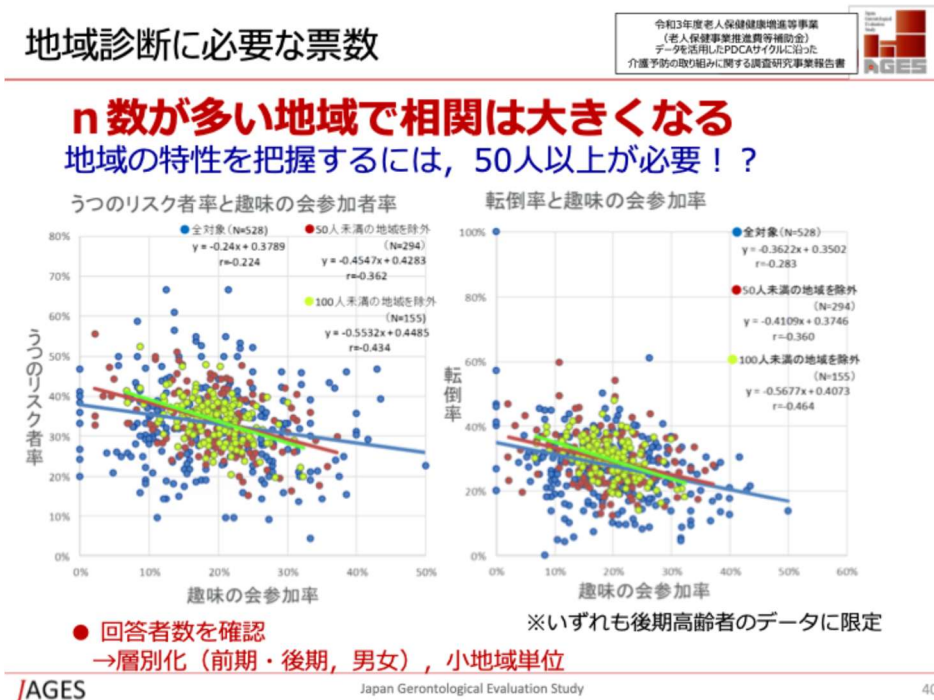 地域診断に必要な票数
令和3年度老人保健健康増進等事業
（老人保健事業推進費等補助金）
データを活用したPDCAサイクルに沿った
介護予防の取り組みに関する調査研究事業報告書
Japan
Gerontological
Evaluation
Study
JAGES
n数が多い地域で相関は大きくなる
地域の特性を把握するには，50人以上が必要！？
うつのリスク者率と趣味の会参加者率
全対象（N=528）
y = -0.24x + 0.3789
r=-0.224
50人未満の地域を除外
（N=294）
y = -0.4547x + 0.4283
r=-0.362
100人未満の地域を除外
（N=155）
y = -0.5532x + 0.4485
r=-0.434
80%
70%
60%
50%
40%
30%
20%
10%
0%
うつのリスク者率
0% 10% 20% 30% 40% 50%
趣味の会参加率
転倒率と趣味の会参加率
全対象（N=528）
y = -0.3622x + 0.3502
r=-0.283
50人未満の地域を除外
（N=294）
y = -0.4109x + 0.3746
r=-0.360
100人未満の地域を除外
（N=155）
y = -0.5677x + 0.4073
r=-0.464
100%
80%
60%
40%
20%
0%
転倒率
0% 10% 20% 30% 40% 50% 60%
趣味の会参加率
● 回答者数を確認
→層別化（前期・後期，男女），小地域単位
※いずれも後期高齢者のデータに限定
JAGES
Japan Gerontological Evaluation Study